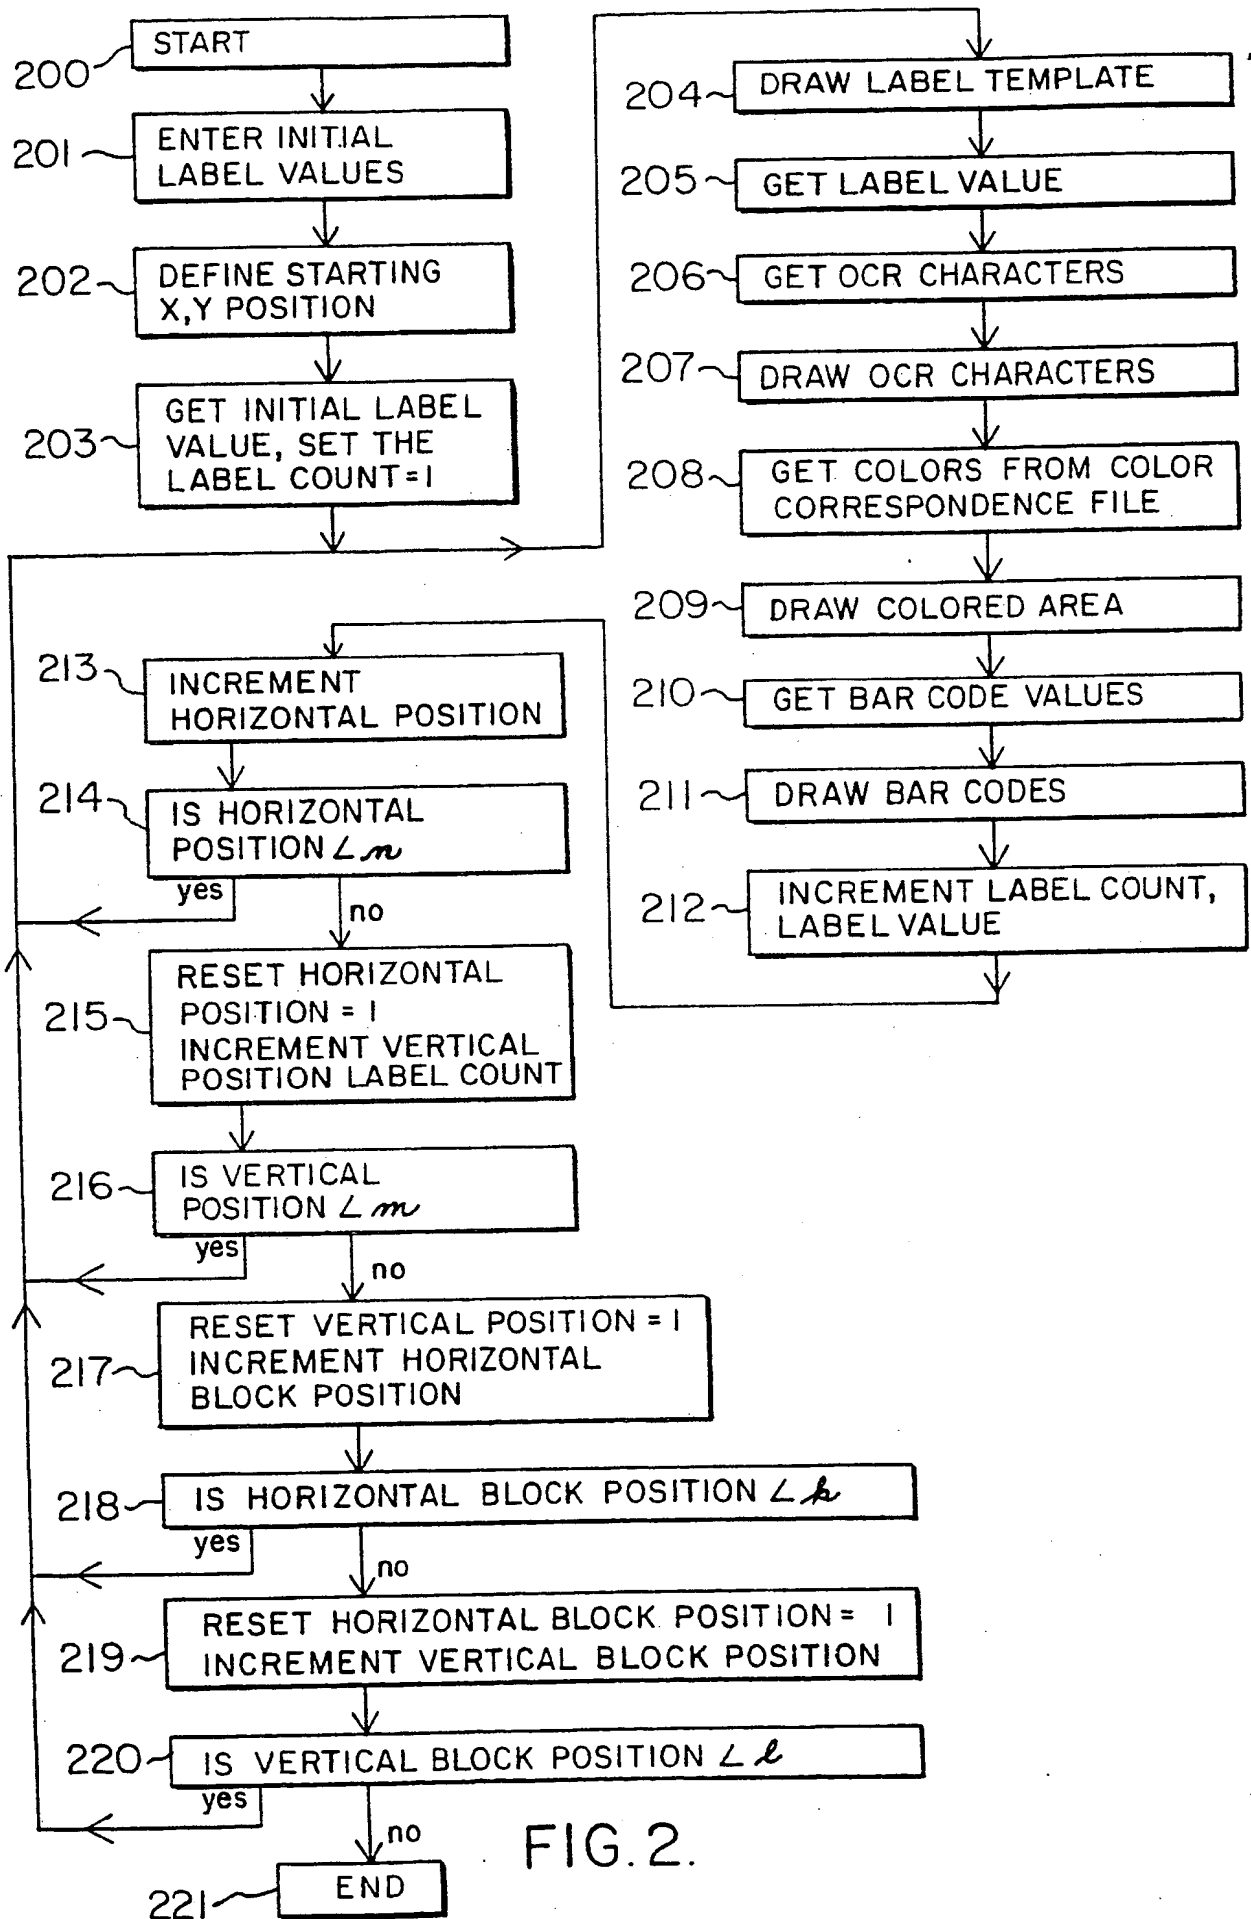 200
START
201
ENTER INITIAL
LABEL VALUES
202
DEFINE STARTING
X,Y POSITION
203
GET INITIAL LABEL
VALUE, SET THE
LABEL COUNT=1
204
DRAW LABEL TEMPLATE
205
GET LABEL VALUE
206
GET OCR CHARACTERS
207
DRAW OCR CHARACTERS
208
GET COLORS FROM COLOR
CORRESPONDENCE FILE
209
DRAW COLORED AREA
210
GET BAR CODE VALUES
211
DRAW BAR CODES
212
INCREMENT LABEL COUNT,
LABEL VALUE
213
INCREMENT
HORIZONTAL POSITION
214
IS HORIZONTAL
POSITION ∠ n
yes
no
215
RESET HORIZONTAL
POSITION = 1
INCREMENT VERTICAL
POSITION LABEL COUNT
216
IS VERTICAL
POSITION ∠ m
yes
no
217
RESET VERTICAL POSITION = 1
INCREMENT HORIZONTAL
BLOCK POSITION
218
IS HORIZONTAL BLOCK POSITION ∠ k
yes
no
219
RESET HORIZONTAL BLOCK POSITION = 1
INCREMENT VERTICAL BLOCK POSITION
220
IS VERTICAL BLOCK POSITION ∠ l
yes
no
221
END
FIG. 2.